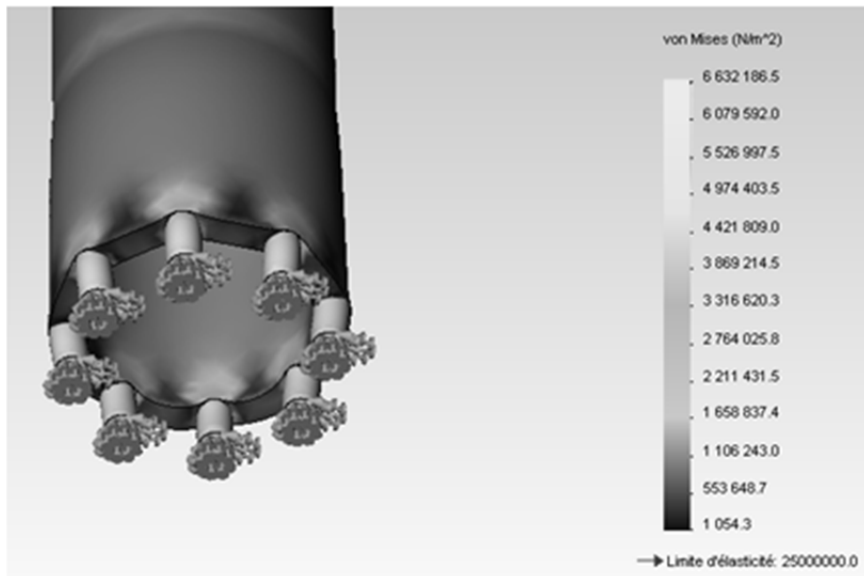 von Mises (N/m^2)
6 632 186.5
6 079 592.0
5 526 997.5
4 974 403.5
4 421 809.0
3 869 214.5
3 316 620.3
2 764 025.8
2 211 431.5
1 658 837.4
1 106 243.0
553 648.7
1 054.3
Limite d'élasticité: 25000000.0